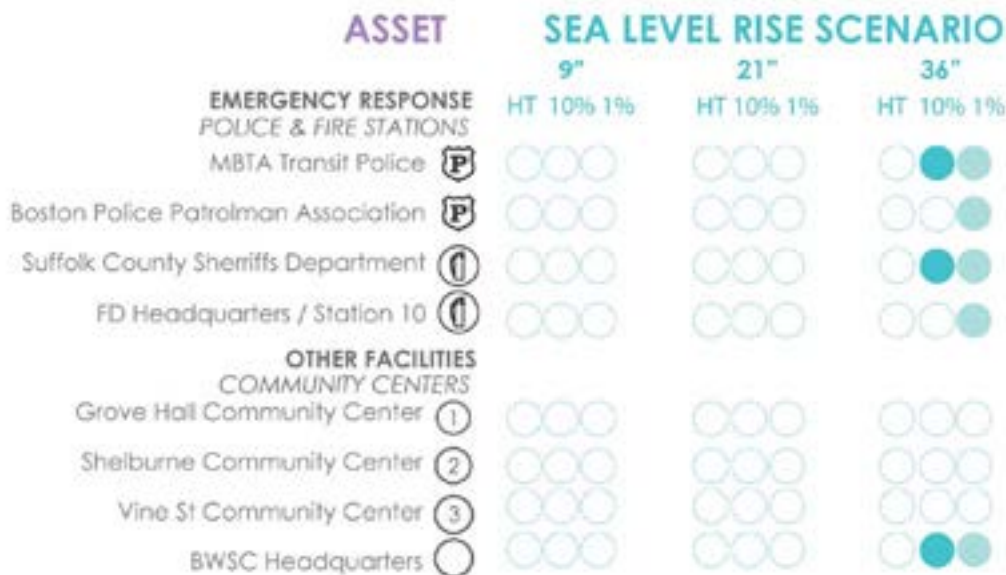 ASSET SEA LEVEL RISE SCENARIO
9" 21" 36"
EMERGENCY RESPONSE HT 10% 1% HT 10% 1% HT 10% 1%
POLICE & FIRE STATIONS
MBTA Transit Police P
Boston Police Patrolman Association P
Suffolk County Sherriffs Department
FD Headquarters / Station 10
OTHER FACILITIES
COMMUNITY CENTERS
Grove Hall Community Center 1
Shelburne Community Center 2
Vine St Community Center 3
BWSC Headquarters